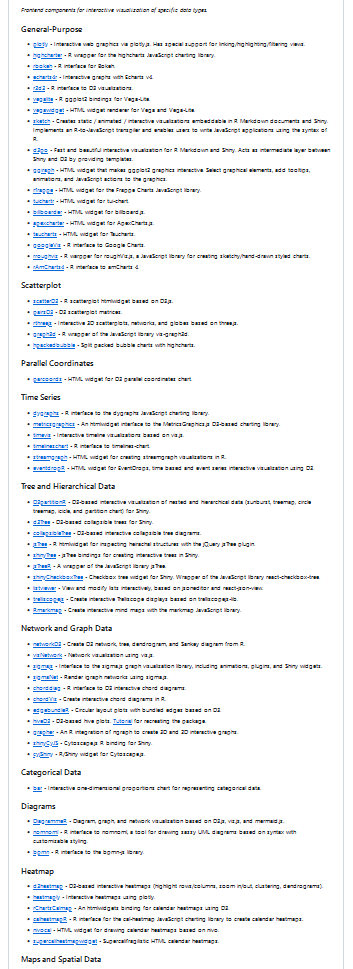 Frontend components for interactive visualization of specific data types.
General-Purpose
plotly - Interactive web graphics via plotly.js. Has special support for linking/highlighting/filtering views.
highcharter - R wrapper for the highcharts JavaScript charting library.
rbokeh - R interface for Bokeh.
echarts4r - Interactive graphs with Echarts v4.
r2d3 - R interface to D3 visualizations.
vegalite - R ggplot2 bindings for Vega-Lite.
vegawidget - HTML widget renderer for Vega and Vega-Lite.
sketch - Creates static / animated / interactive visualizations embeddable in R Markdown documents and Shiny.
Implements an R-to-JavaScript transpiler and enables users to write JavaScript applications using the syntax of
R.
d3po - Fast and beautiful interactive visualization for R Markdown and Shiny. Acts as intermediate layer between
Shiny and D3 by providing templates.
ggiraph - HTML widget that makes ggplot2 graphics interactive. Select graphical elements, add tooltips,
animations, and JavaScript actions to the graphics.
rfrappe - HTML widget for the Frappe Charts JavaScript library.
tuichartr - HTML widget for tui-chart.
billboarder - HTML widget for billboard.js.
apexcharter - HTML widget for ApexCharts.js.
taucharts - HTML widget for Taucharts.
googleVis - R interface to Google Charts.
rroughviz - R warpper for roughViz.js, a JavaScript library for creating sketchy/hand-drawn styled charts.
rAmCharts4 - R interface to amCharts 4.
Scatterplot
scatterD3 - R scatterplot htmlwidget based on D3.js.
pairsD3 - D3 scatterplot matrices.
rthreejs - Interactive 3D scatterplots, networks, and globes based on three.js.
graph3d - R wrapper of the JavaScript library vis-graph3d.
hpackedbubble - Split packed bubble charts with highcharts.
Parallel Coordinates
parcoords - HTML widget for D3 parallel coordinates chart.
Time Series
dygraphs - R interface to the dygraphs JavaScript charting library.
metricsgraphics - An htmlwidget interface to the MetricsGraphics.js D3-based charting library.
timevis - Interactive timeline visualizations based on vis.js.
timelineschart - R interface to timelines-chart.
streamgraph - HTML widget for creating streamgraph visualizations in R.
eventdropR - HTML widget for EventDrops, time based and event series interactive visualization using D3.
Tree and Hierarchical Data
D3partitionR - D3-based interactive visualization of nested and hierarchical data (sunburst, treemap, circle
treemap, icicle, and partition chart) for Shiny.
d3Tree - D3-based collapsible trees for Shiny.
collapsibleTree - D3-based interactive collapsible tree diagrams.
jsTree - R htmlwidget for inspecting heirachal structures with the jQuery jsTree plugin.
shinyTree - jsTree bindings for creating interactive trees in Shiny.
jsTreeR - A wrapper of the JavaScript library jsTree.
shinyCheckboxTree - Checkbox tree widget for Shiny. Wrapper of the JavaScript library react-checkbox-tree.
listviewer - View and modify lists interactively, based on jsoneditor and react-json-view.
trelliscopejs - Create interactive Trelliscope displays based on trelliscopejs-lib.
Rmarkmap - Create interactive mind maps with the markmap JavaScript library.
Network and Graph Data
networkD3 - Create D3 network, tree, dendrogram, and Sankey diagram from R.
visNetwork - Network visualization using vis.js.
sigmajs - Interface to the sigma.js graph visualization library, including animations, plugins, and Shiny widgets.
sigmaNet - Render graph networks using sigma.js.
chorddiag - R interface to D3 interactive chord diagrams.
chordVis - Create interactive chord diagrams in R.
edgebundleR - Circular layout plots with bundled edges based on D3.
hiveD3 - D3-based hive plots. Tutorial for recreating the package.
grapher - An R integration of ngraph to create 3D and 2D interactive graphs.
shinyCyJS - Cytoscape.js R binding for Shiny.
cyShiny - R/Shiny widget for Cytoscape.js.
Categorical Data
bar - Interactive one-dimensional proportions chart for representing categorical data.
Diagrams
DiagrammeR - Diagram, graph, and network visualization based on D3.js, viz.js, and mermaid.js.
nomnoml - R interface to nomnoml, a tool for drawing sassy UML diagrams based on syntax with
customizable styling.
bpmn - R interface to the bpmn-js library.
Heatmap
d3heatmap - D3-based interactive heatmaps (highlight rows/columns, zoom in/out, clustering, dendrograms).
heatmaply - Interactive heatmaps using plotly.
rChartsCalmap - An htmlwidgets binding for calendar heatmaps using D3.
calheatmapR - R interface for the cal-heatmap JavaScript charting library to create calendar heatmaps.
nivocal - HTML widget for drawing calendar heatmaps based on nivo.
supercalheatmapwidget - Supercalifragilistic HTML calendar heatmaps.
Maps and Spatial Data